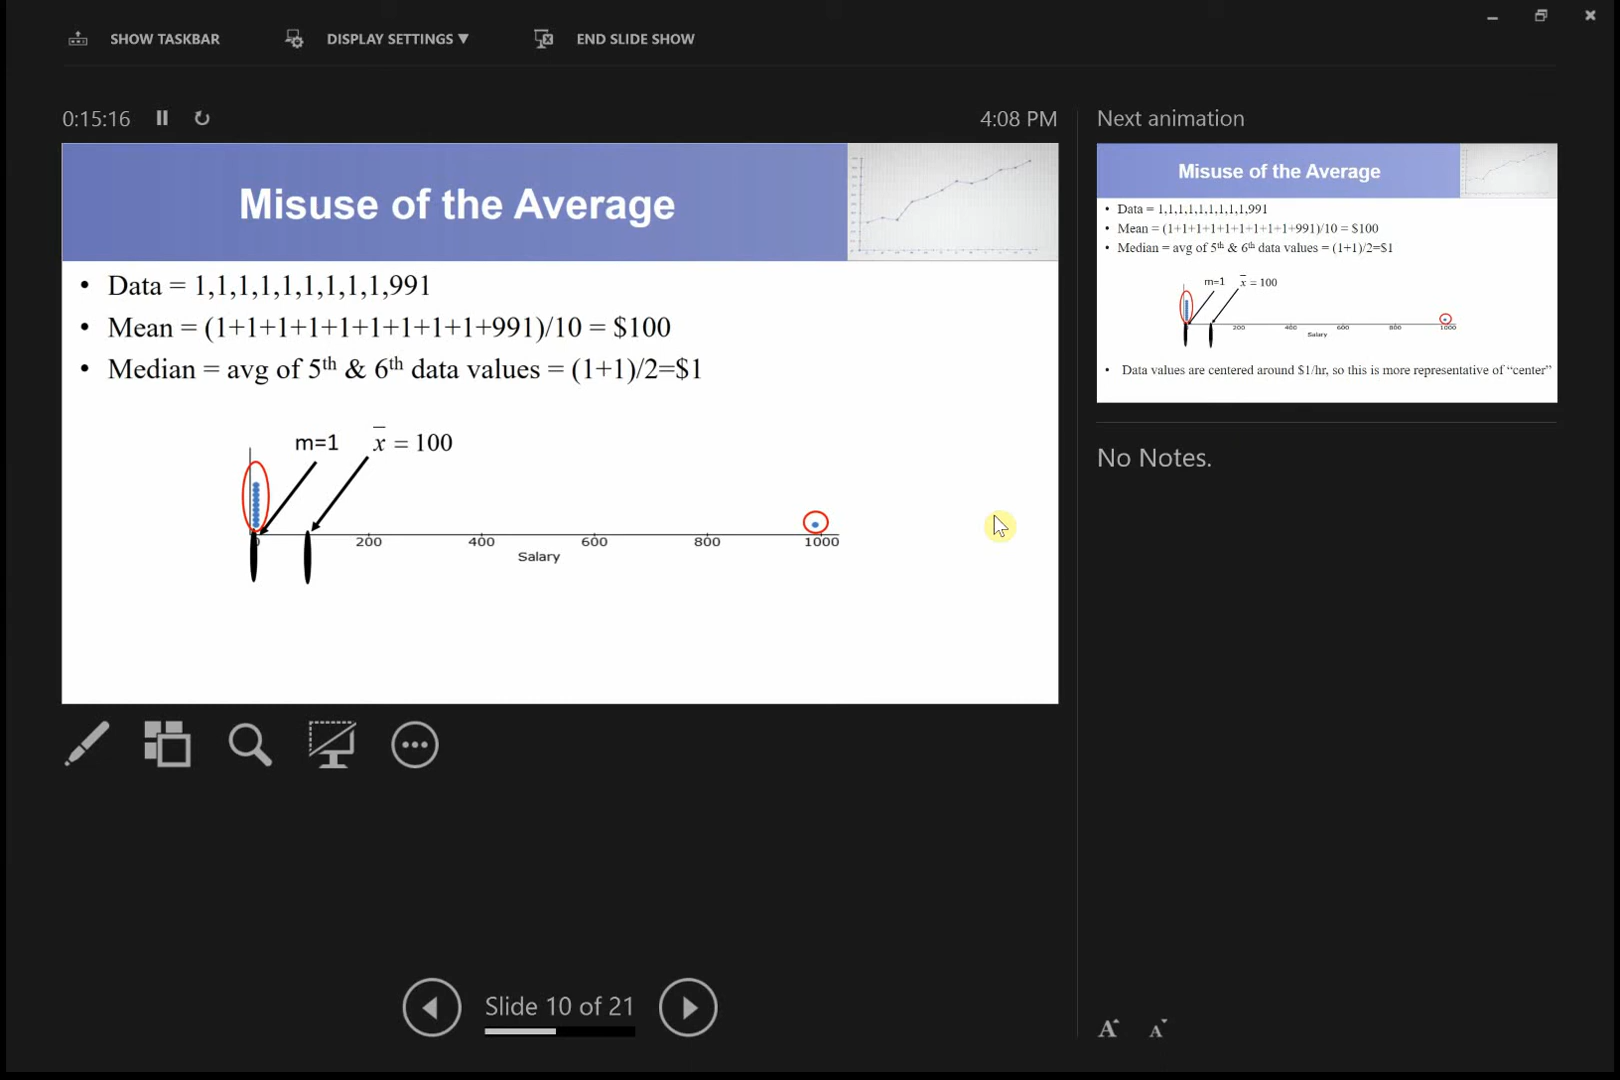 SHOW TASKBAR
DISPLAY SETTINGS ▼
END SLIDE SHOW
0:15:16
4:08 PM
Misuse of the Average
• Data = 1,1,1,1,1,1,1,1,1,991
• Mean = (1+1+1+1+1+1+1+1+1+991)/10 = $100
• Median = avg of 5th & 6th data values = (1+1)/2=$1
m=1
x̄ = 100
0 200 400 600 800 1000
Salary
Slide 10 of 21
Next animation
Misuse of the Average
• Data = 1,1,1,1,1,1,1,1,1,991
• Mean = (1+1+1+1+1+1+1+1+1+991)/10 = $100
• Median = avg of 5th & 6th data values = (1+1)/2=$1
m=1
x̄ = 100
200 400 600 800 1000
Salary
• Data values are centered around $1/hr, so this is more representative of “center”
No Notes.
A A